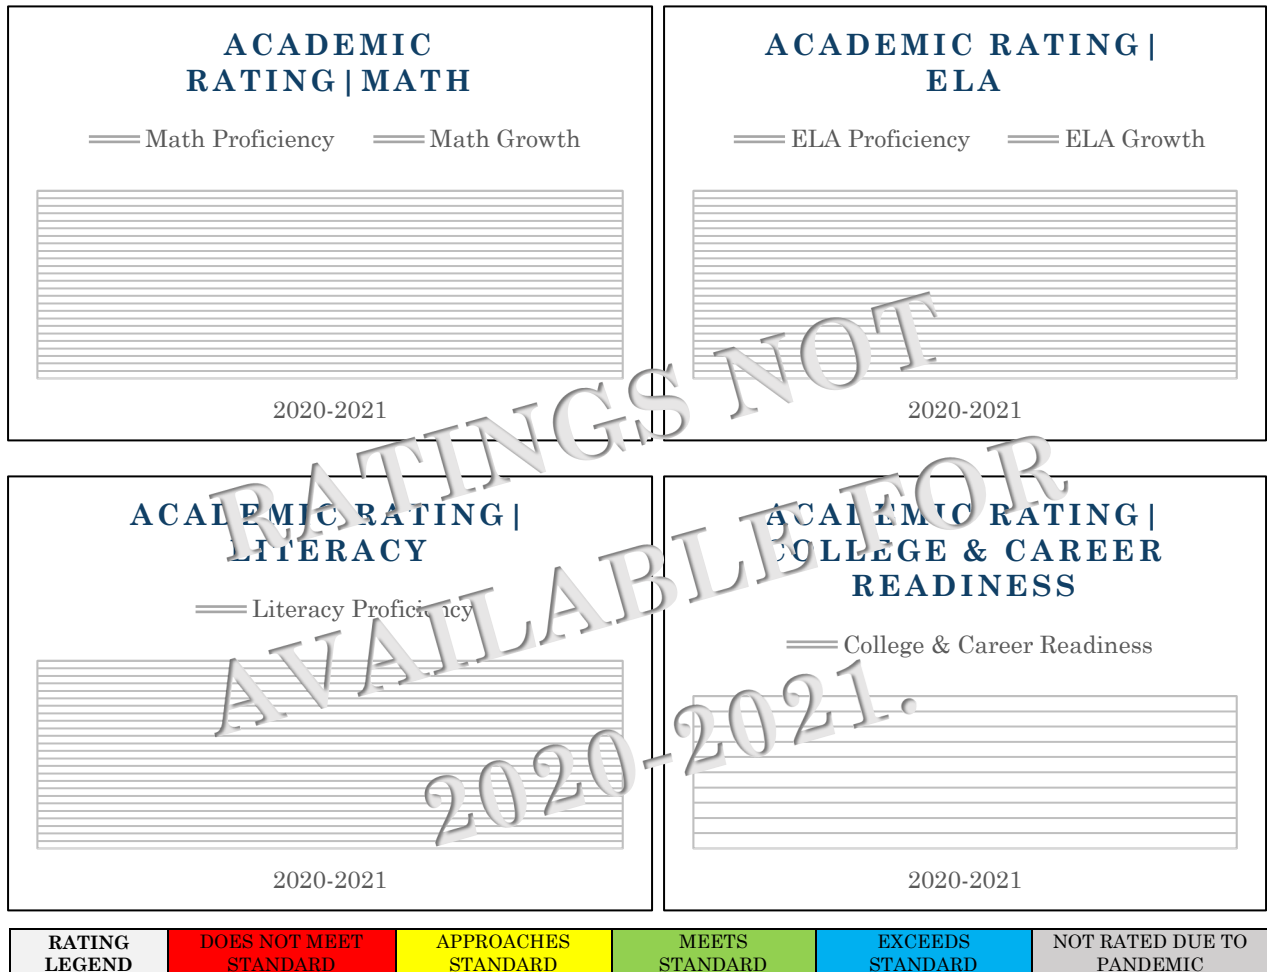 ACADEMIC
RATING|MATH
Math Proficiency Math Growth
2020-2021
ACADEMIC RATING|
ELA
ELA Proficiency ELA Growth
2020-2021
ACADEMIC RATING|
LITERACY
Literacy Proficiency
2020-2021
ACADEMIC RATING|
COLLEGE & CAREER
READINESS
College & Career Readiness
2020-2021
RATINGS NOT
AVAILABLE FOR
2020-2021.
RATING
LEGEND
DOES NOT MEET
STANDARD
APPROACHES
STANDARD
MEETS
STANDARD
EXCEEDS
STANDARD
NOT RATED DUE TO
PANDEMIC